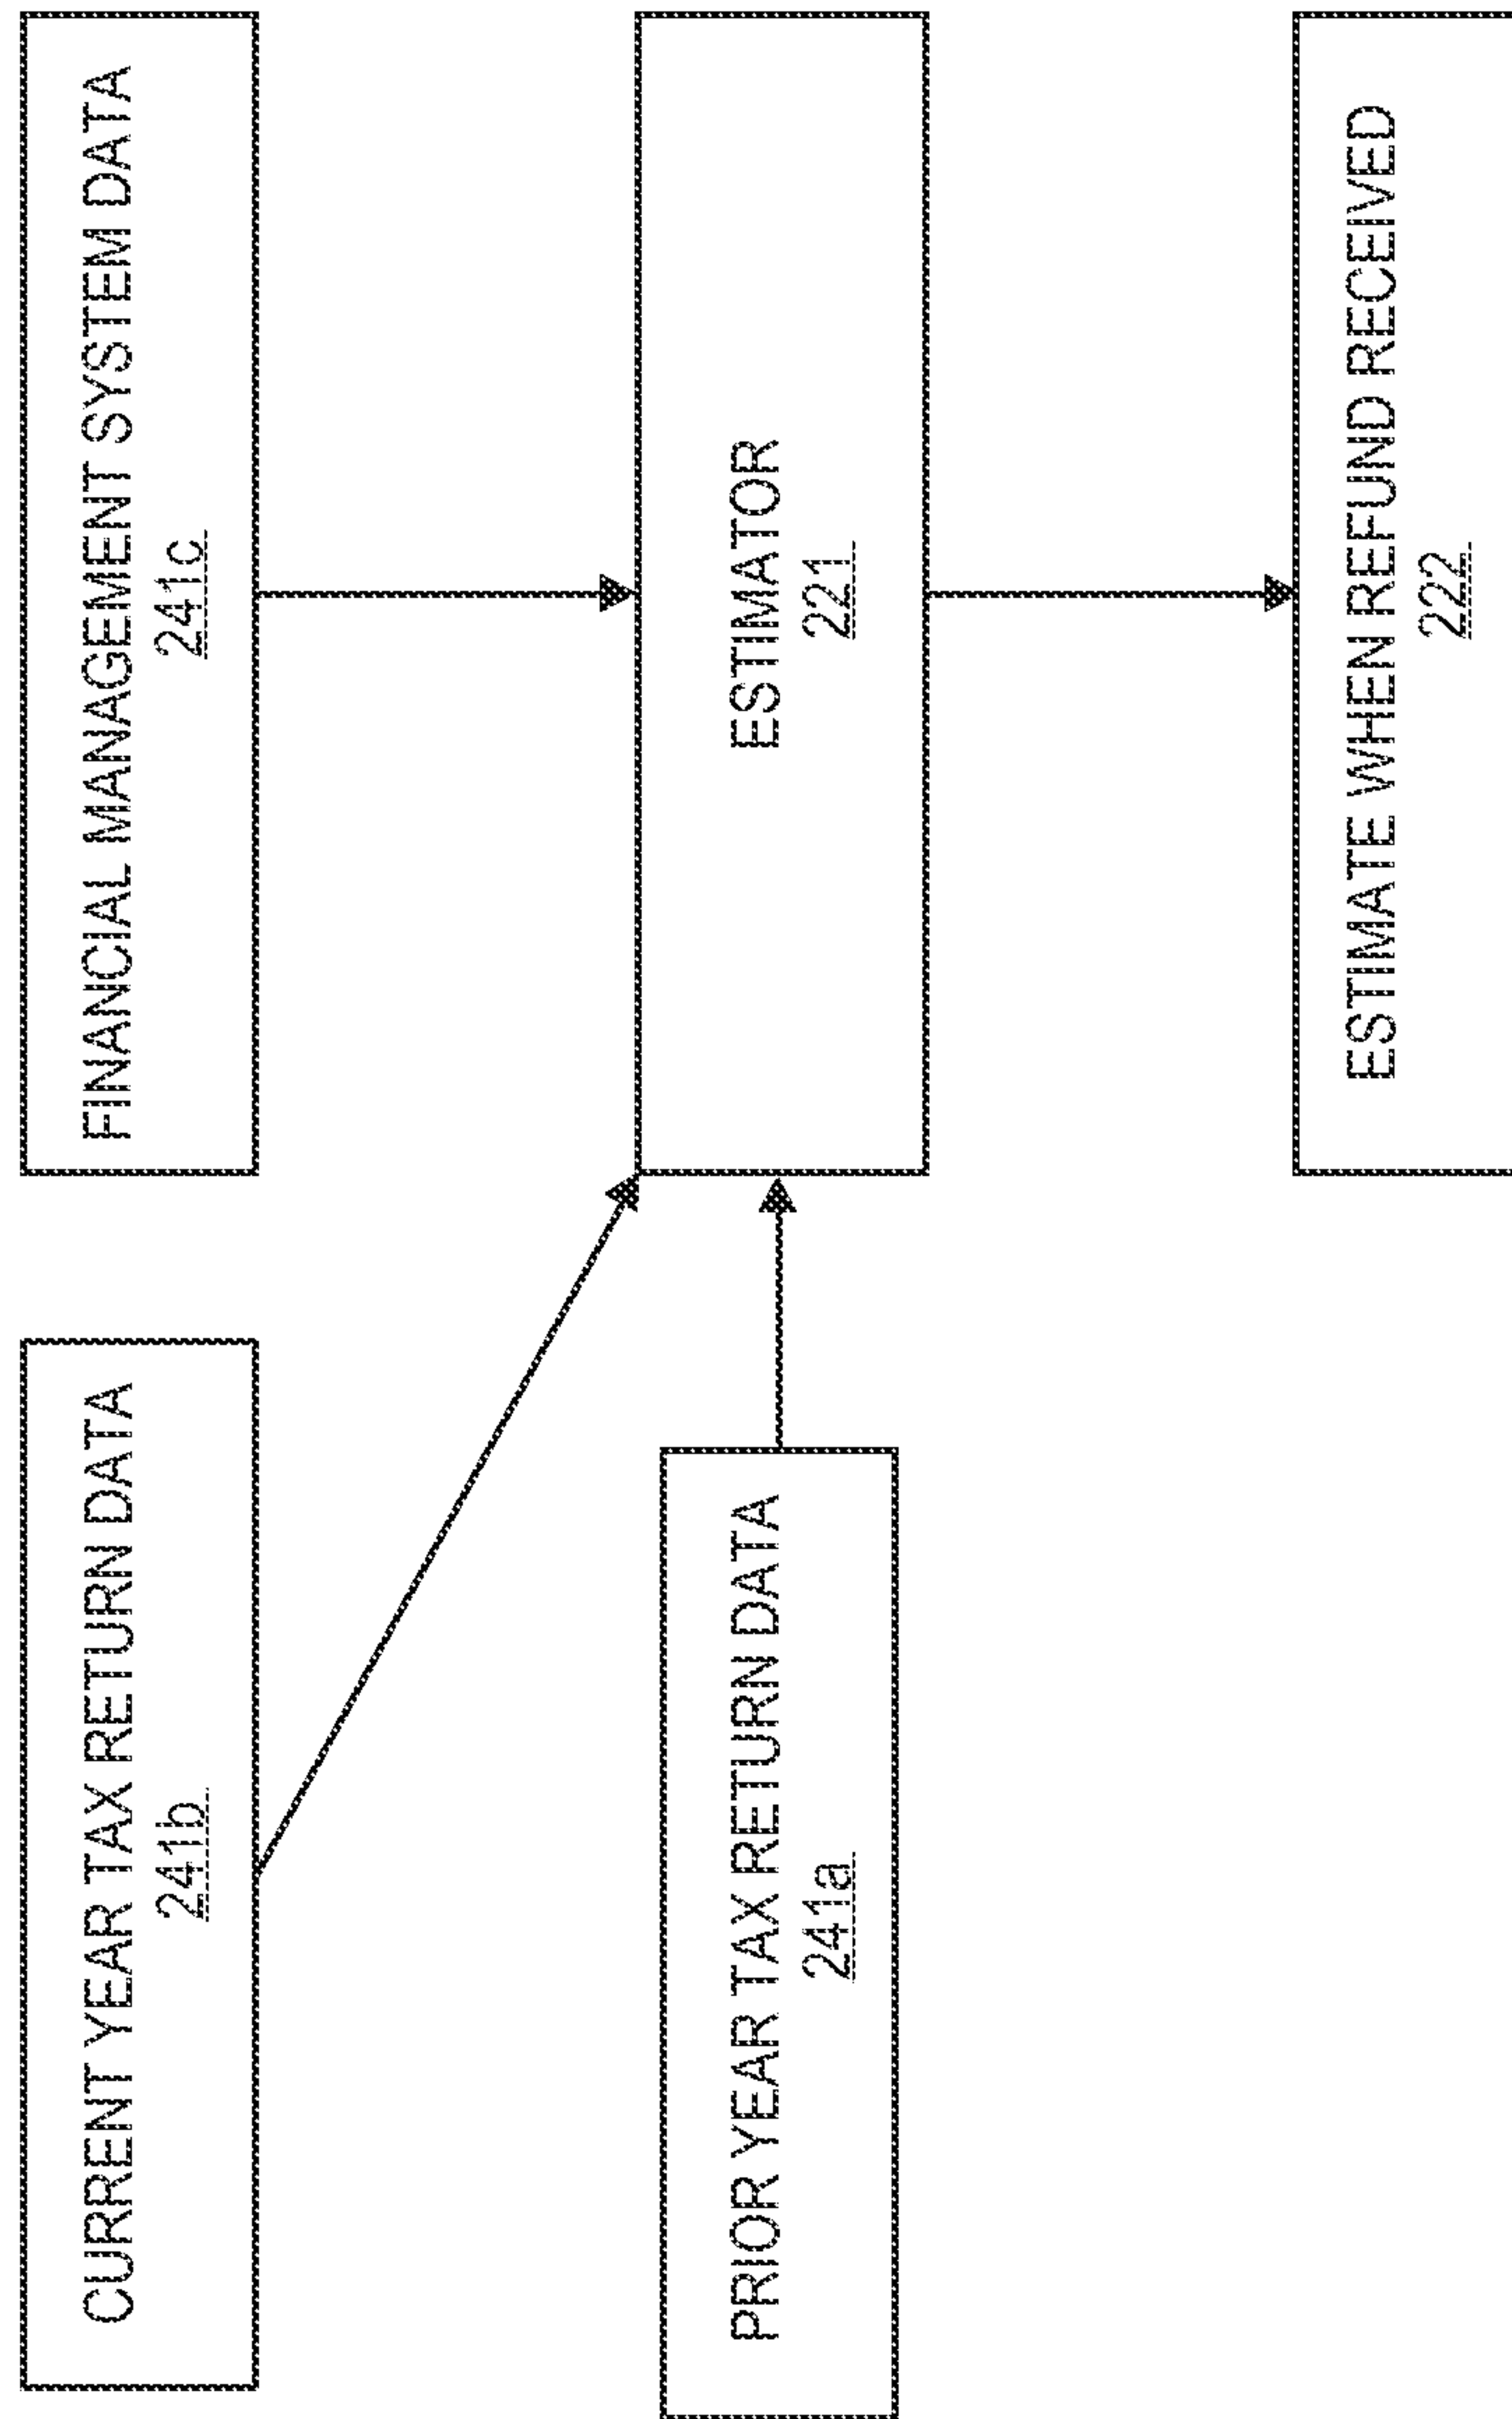 CURRENT YEAR TAX RETURN DATA
241b
FINANCIAL MANAGEMENT SYSTEM DATA
241c
PRIOR YEAR TAX RETURN DATA
241a
ESTIMATOR
221
ESTIMATE WHEN REFUND RECEIVED
222